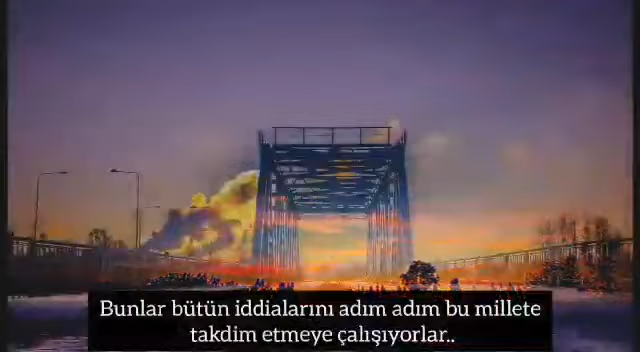 Bunlar bütün iddialarını adım adım bu millete
takdim etmeye çalışıyorlar..